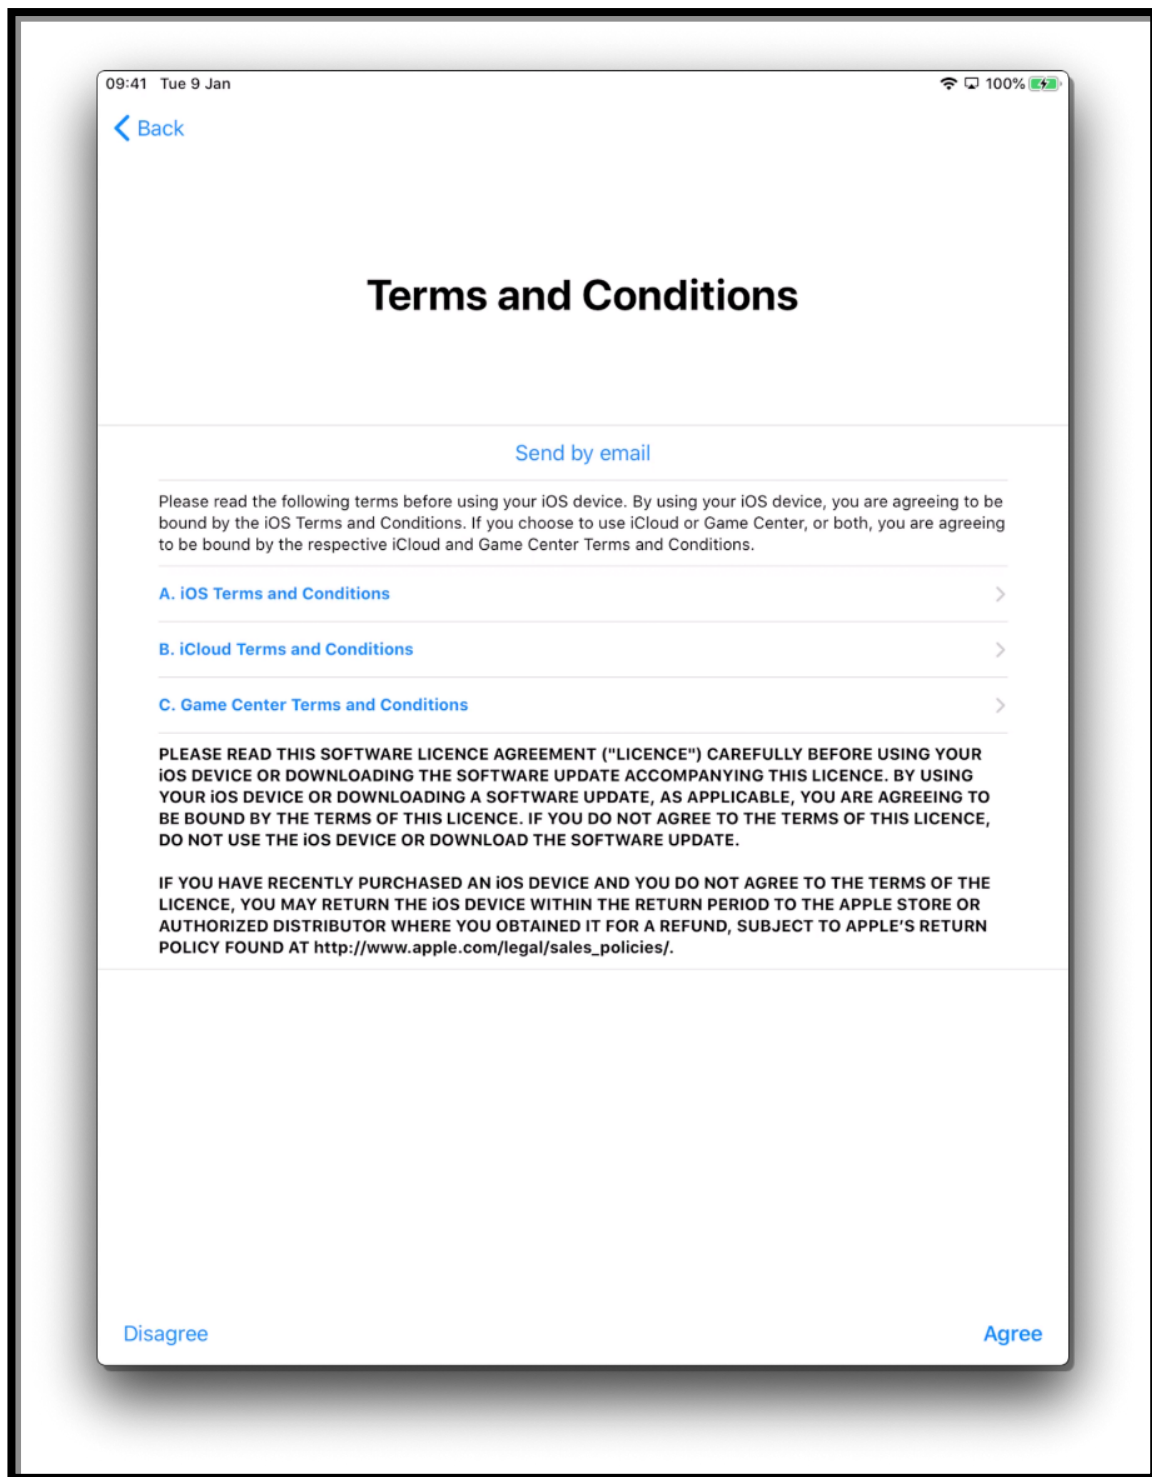 09:41 Tue 9 Jan 100%
Back
Terms and Conditions
Send by email
Please read the following terms before using your iOS device. By using your iOS device, you are agreeing to be
bound by the iOS Terms and Conditions. If you choose to use iCloud or Game Center, or both, you are agreeing
to be bound by the respective iCloud and Game Center Terms and Conditions.
A. iOS Terms and Conditions
B. iCloud Terms and Conditions
C. Game Center Terms and Conditions
PLEASE READ THIS SOFTWARE LICENCE AGREEMENT ("LICENCE") CAREFULLY BEFORE USING YOUR
iOS DEVICE OR DOWNLOADING THE SOFTWARE UPDATE ACCOMPANYING THIS LICENCE. BY USING
YOUR iOS DEVICE OR DOWNLOADING A SOFTWARE UPDATE, AS APPLICABLE, YOU ARE AGREEING TO
BE BOUND BY THE TERMS OF THIS LICENCE. IF YOU DO NOT AGREE TO THE TERMS OF THIS LICENCE,
DO NOT USE THE iOS DEVICE OR DOWNLOAD THE SOFTWARE UPDATE.
IF YOU HAVE RECENTLY PURCHASED AN iOS DEVICE AND YOU DO NOT AGREE TO THE TERMS OF THE
LICENCE, YOU MAY RETURN THE iOS DEVICE WITHIN THE RETURN PERIOD TO THE APPLE STORE OR
AUTHORIZED DISTRIBUTOR WHERE YOU OBTAINED IT FOR A REFUND, SUBJECT TO APPLE’S RETURN
POLICY FOUND AT http://www.apple.com/legal/sales_policies/.
Disagree Agree